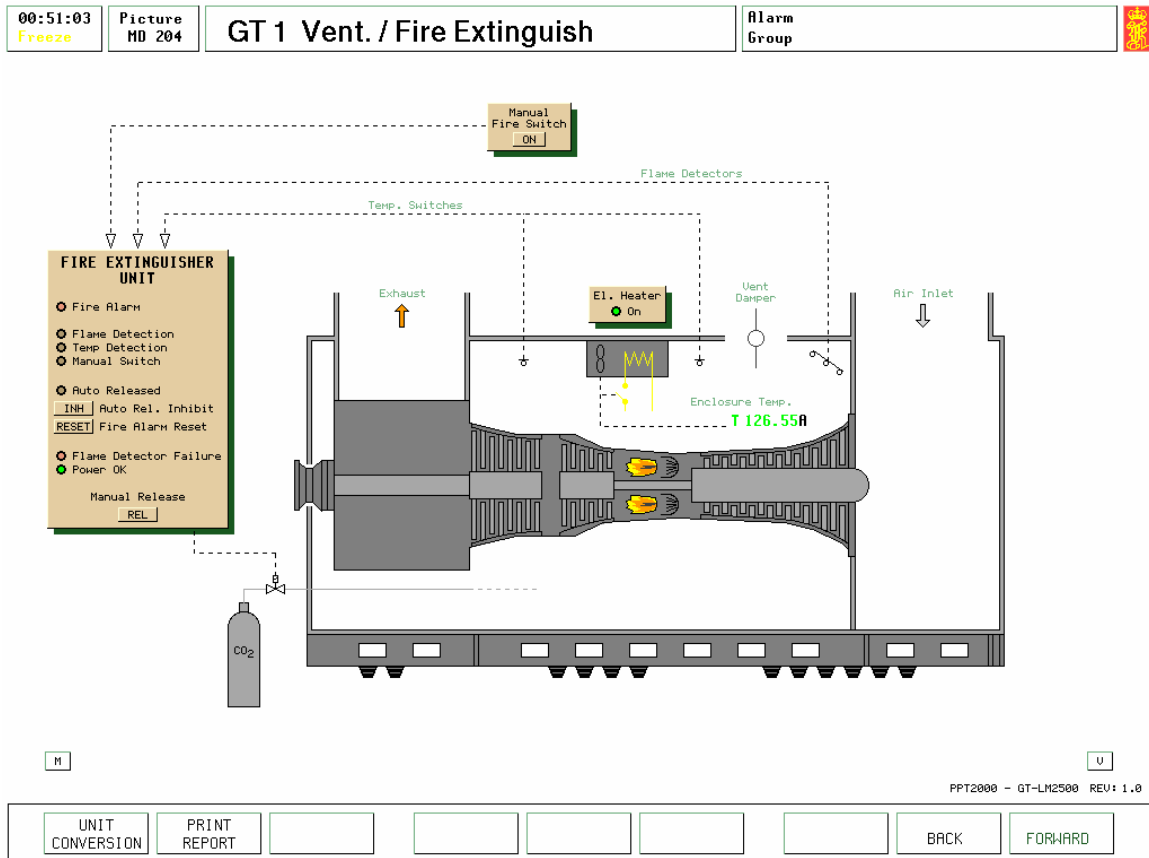 00:51:03
Freeze
Picture
MD 204
GT 1 Vent. / Fire Extinguish
Alarm
Group
Manual
Fire Switch
ON
Flame Detectors
Temp. Switches
FIRE EXTINGUISHER
UNIT
Fire Alarm
Flame Detection
Temp Detection
Manual Switch
Auto Released
INH Auto Rel. Inhibit
RESET Fire Alarm Reset
Flame Detector Failure
Power OK
Manual Release
REL
Exhaust
El. Heater
On
Vent
Damper
Air Inlet
Enclosure Temp.
T 126.55A
CO2
M
V
PPT2000 - GT-LM2500 REV: 1.0
UNIT
CONVERSION
PRINT
REPORT
BACK
FORWARD